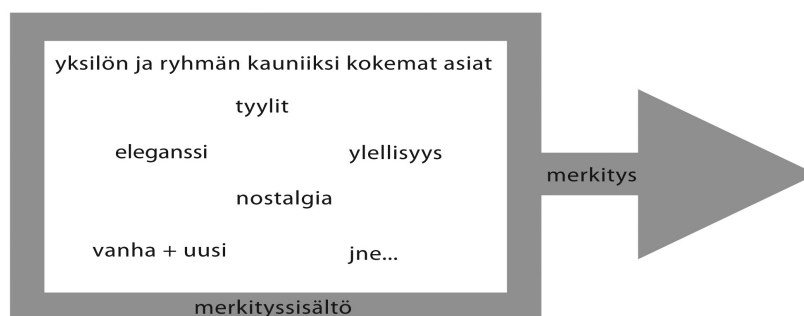 yksilön ja ryhmän kauniiksi kokemat asiat
tyylit
eleganssi ylellisyys
nostalgia
vanha + uusi jne...
merkityssisältö
merkitys